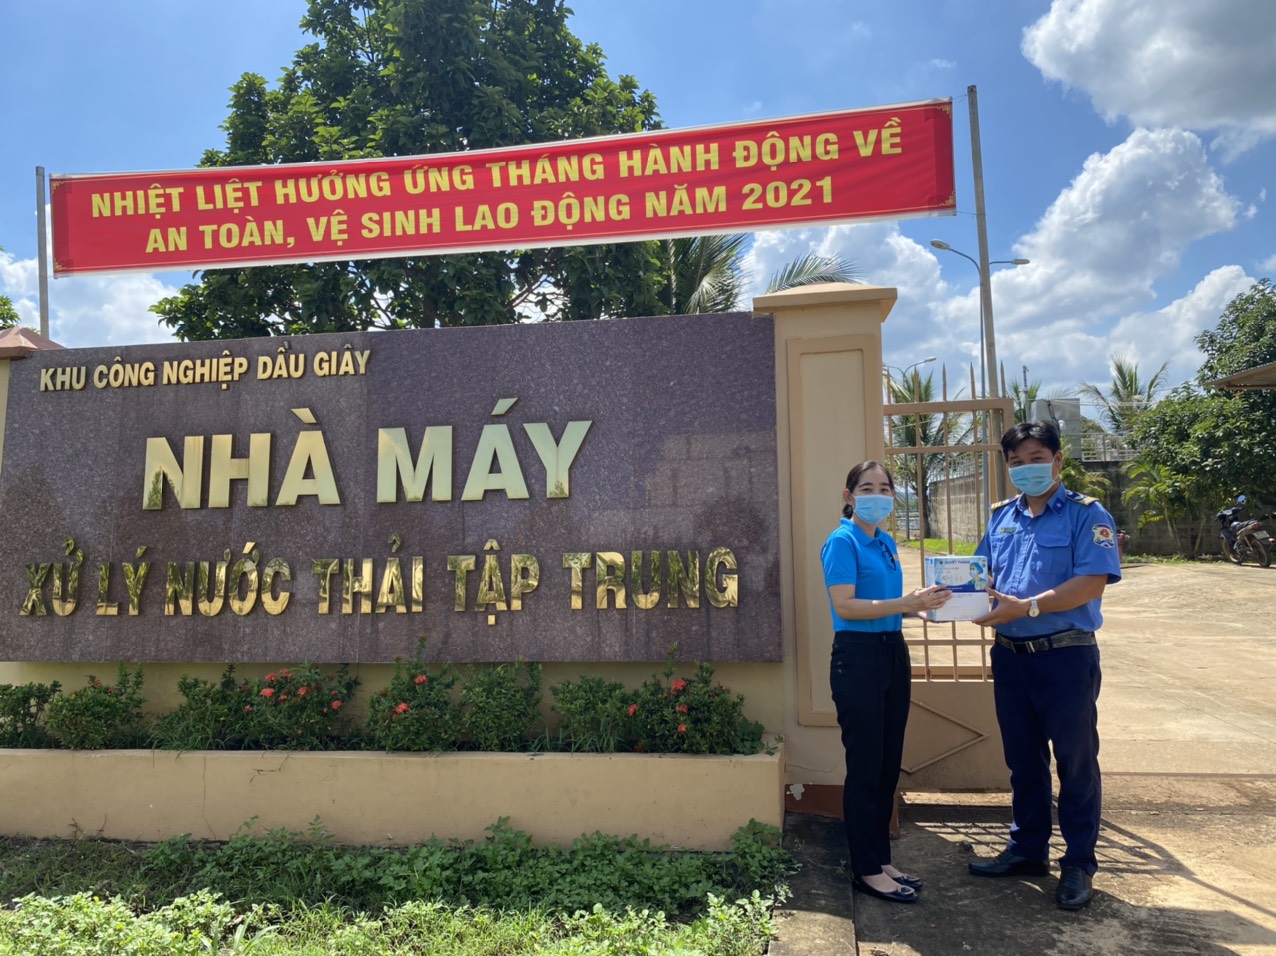 NHIỆT LIỆT HƯỞNG ỨNG THÁNG HÀNH ĐỘNG VỀ
AN TOÀN, VỆ SINH LAO ĐỘNG NĂM 2021
KHU CÔNG NGHIỆP DẦU GIÂY
NHÀ MÁY
XỬ LÝ NƯỚC THẢI TẬP TRUNG